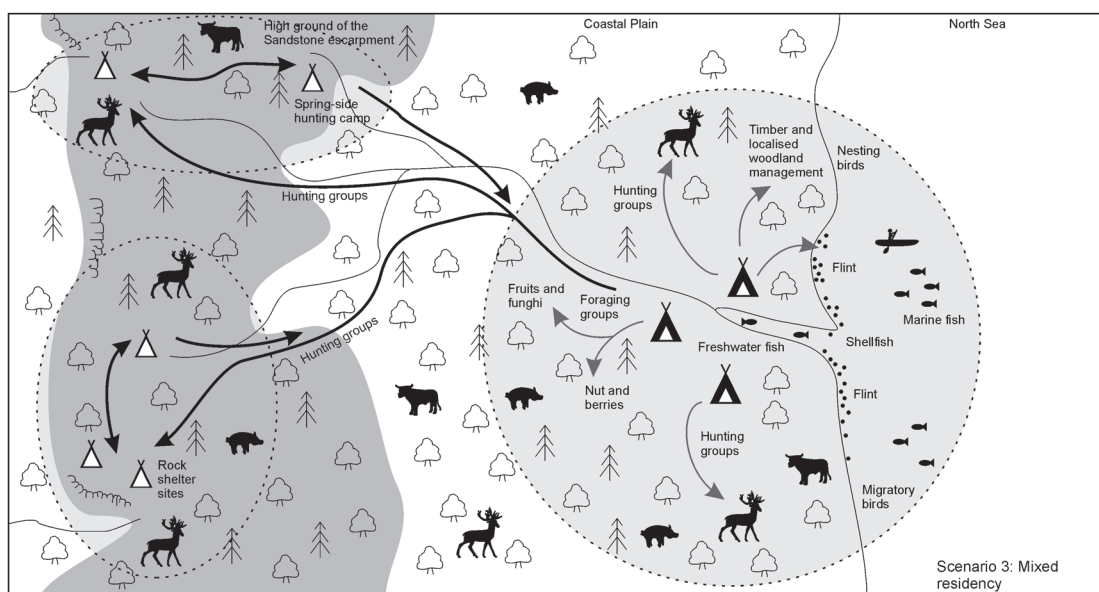 High ground of the
Sandstone escarpment
Coastal Plain
North Sea
Spring-side
hunting camp
Hunting groups
Timber and
localised
woodland
management
Nesting
birds
Hunting
groups
Flint
Fruits and
funghi
Foraging
groups
Marine fish
Hunting groups
Freshwater fish
Shellfish
Nut and
berries
Flint
Hunting
groups
Rock
shelter
sites
Migratory
birds
Scenario 3: Mixed
residency